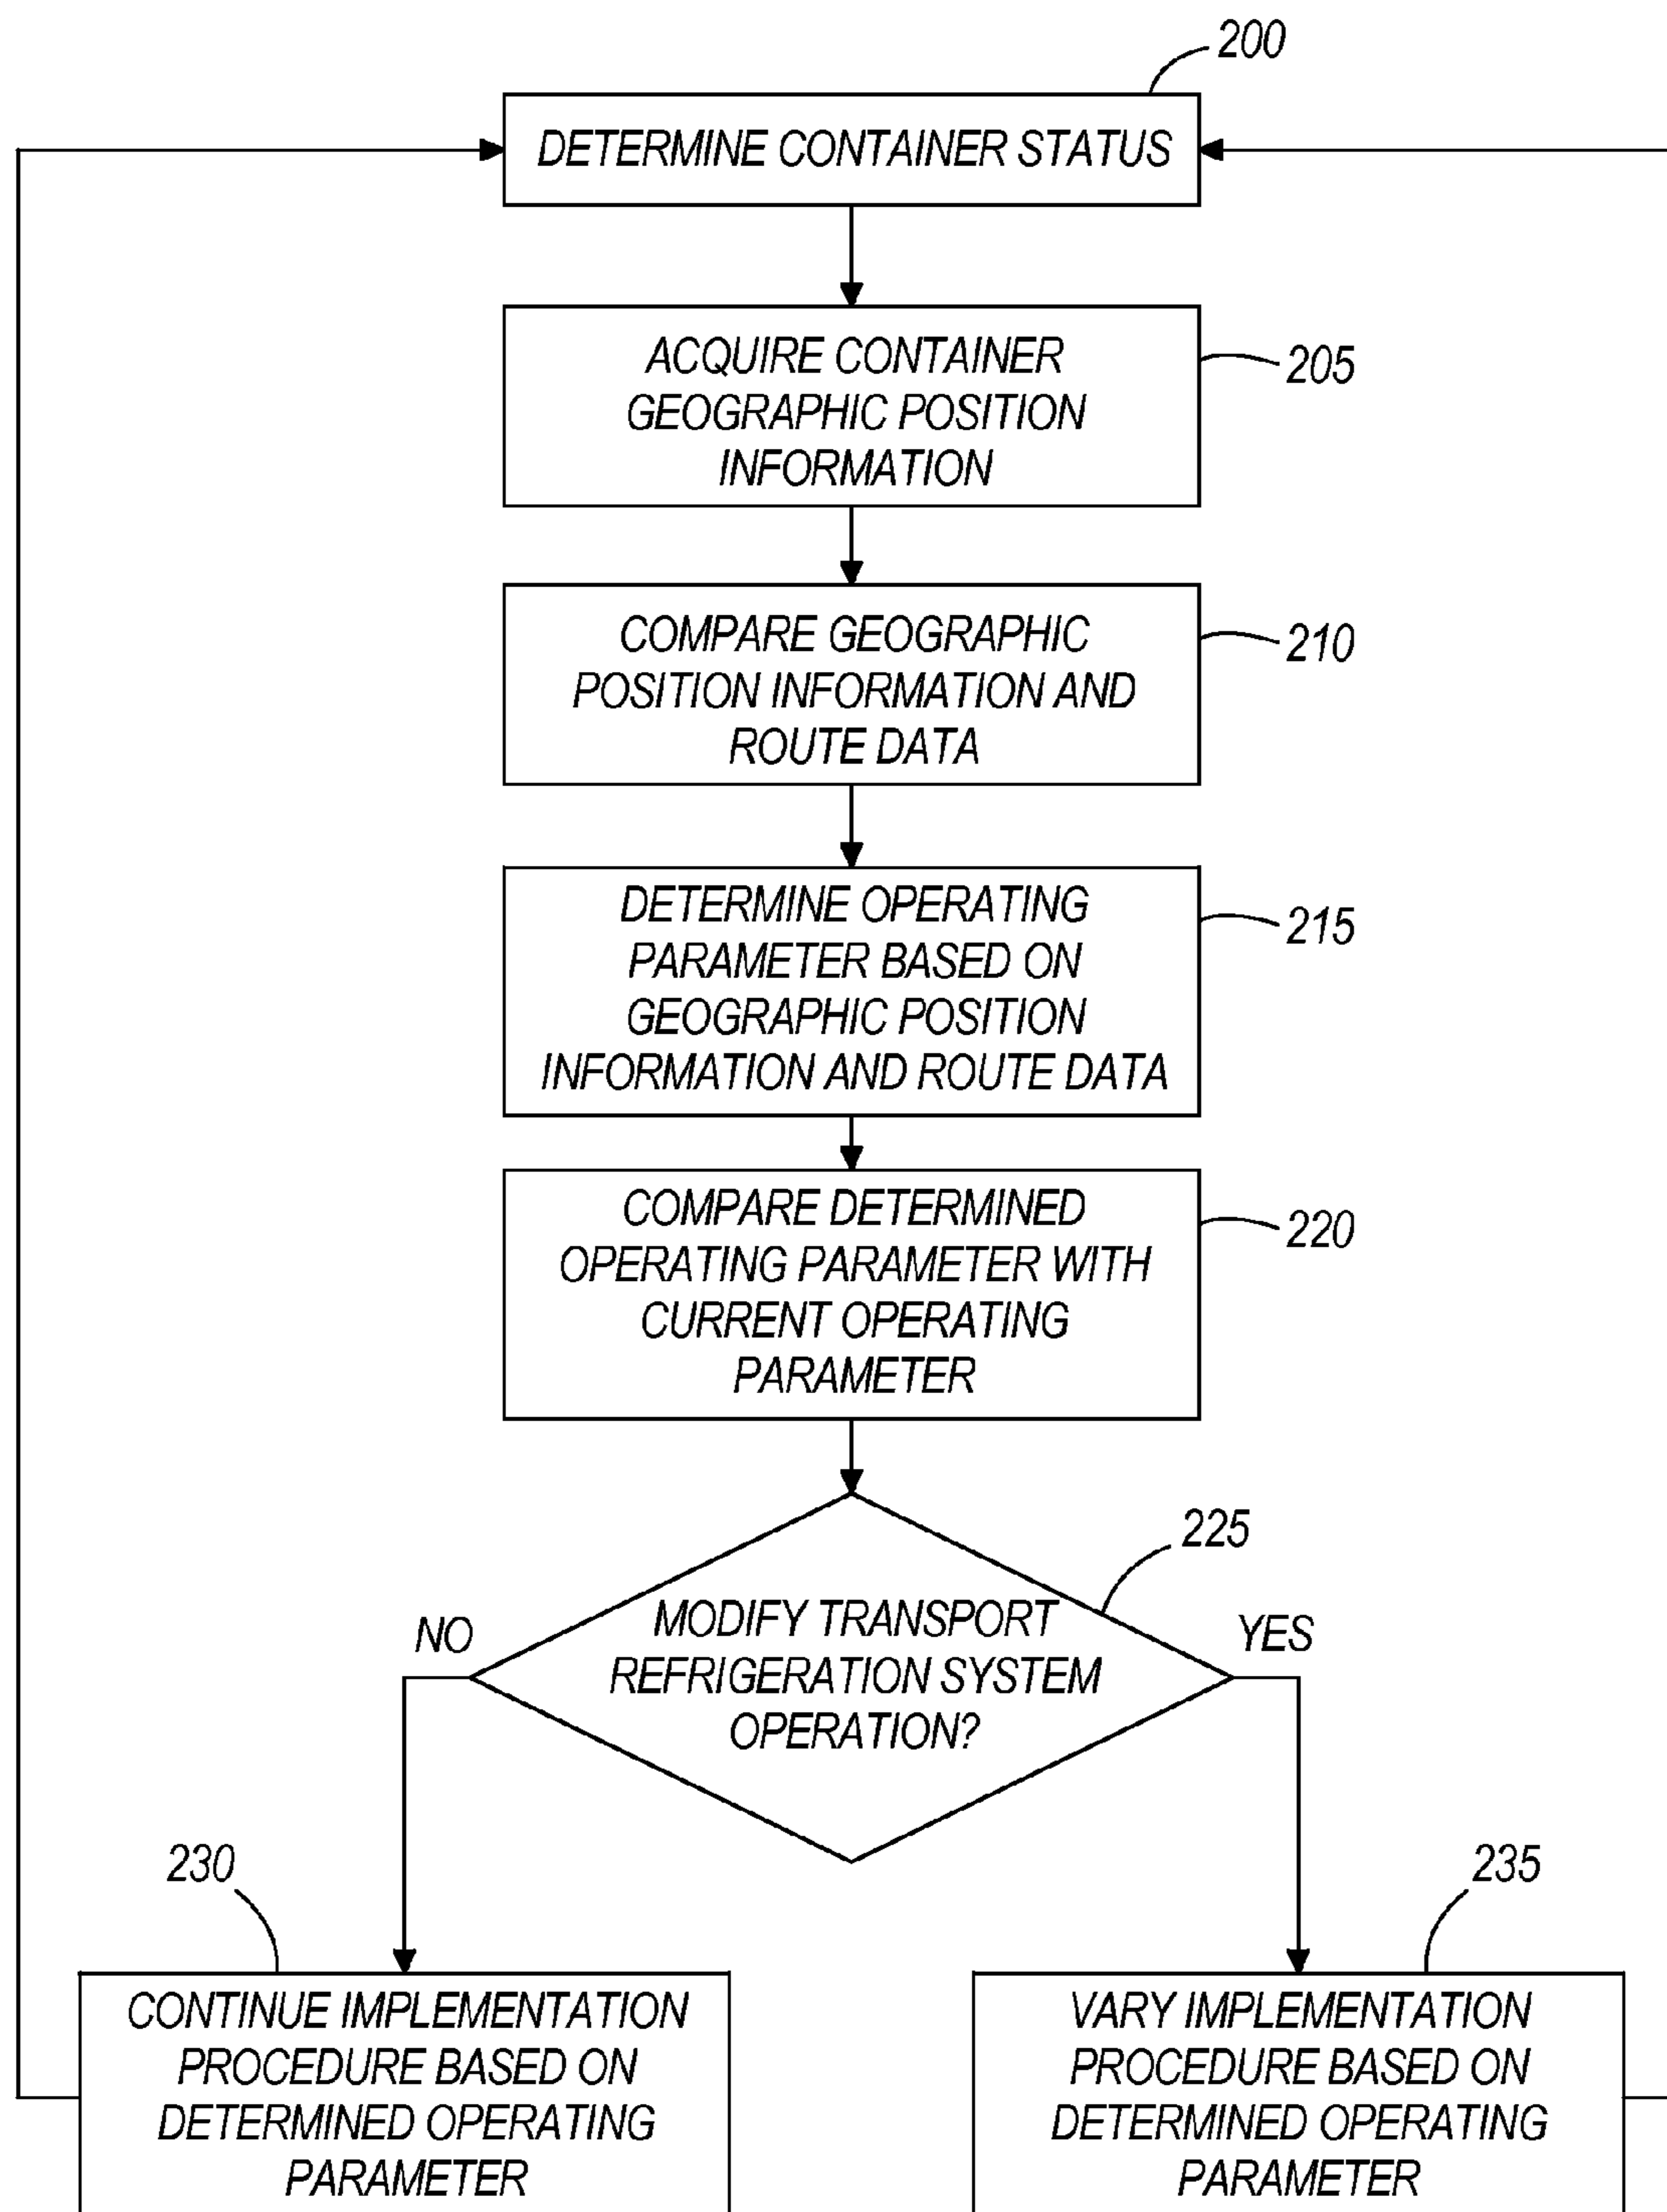 200
DETERMINE CONTAINER STATUS
ACQUIRE CONTAINER
GEOGRAPHIC POSITION
INFORMATION
205
COMPARE GEOGRAPHIC
POSITION INFORMATION AND
ROUTE DATA
210
DETERMINE OPERATING
PARAMETER BASED ON
GEOGRAPHIC POSITION
INFORMATION AND ROUTE DATA
215
COMPARE DETERMINED
OPERATING PARAMETER WITH
CURRENT OPERATING
PARAMETER
220
225
NO
MODIFY TRANSPORT
REFRIGERATION SYSTEM
OPERATION?
YES
230
CONTINUE IMPLEMENTATION
PROCEDURE BASED ON
DETERMINED OPERATING
PARAMETER
235
VARY IMPLEMENTATION
PROCEDURE BASED ON
DETERMINED OPERATING
PARAMETER